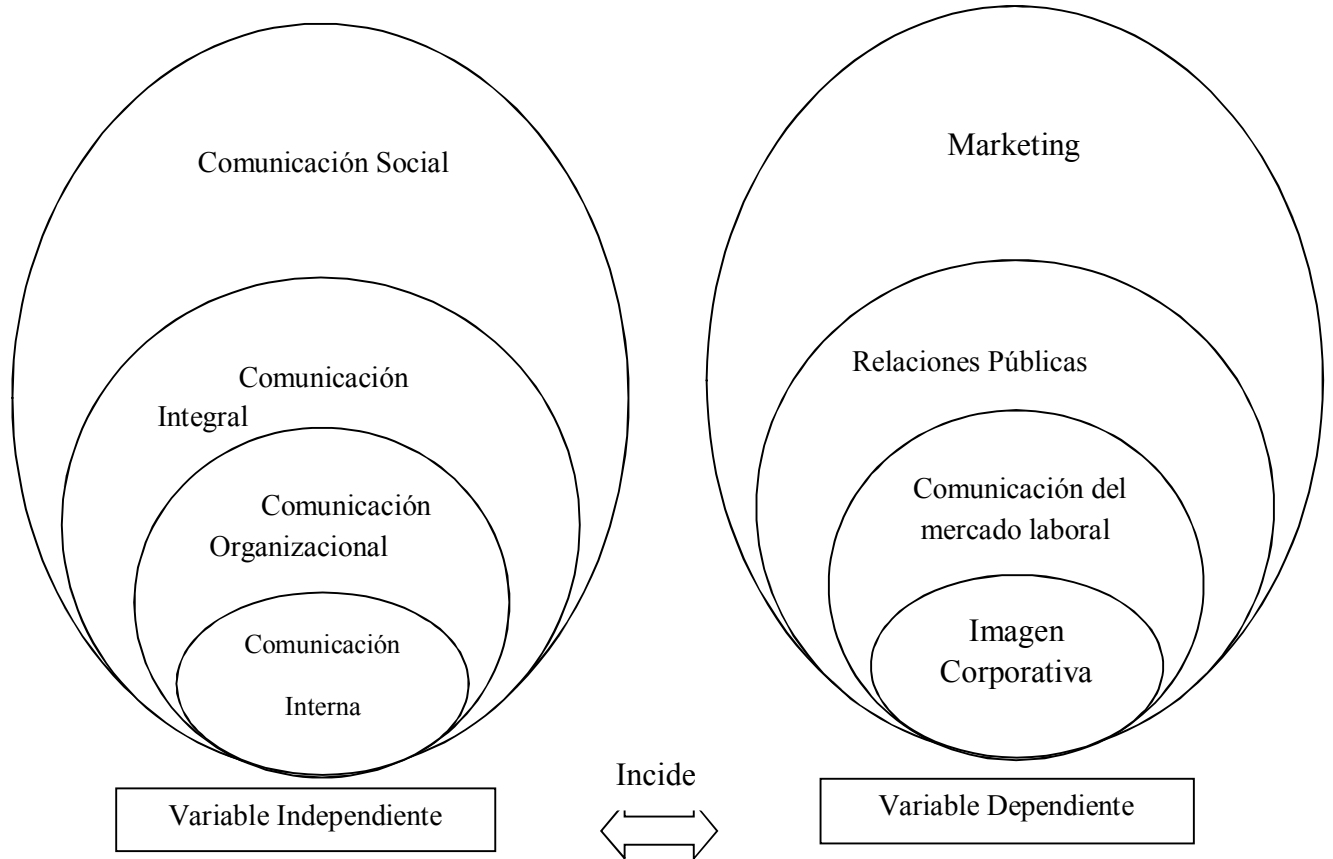 Comunicación Social
Comunicación
Integral
Comunicación
Organizacional
Comunicación
Interna
Variable Independiente
Incide
Marketing
Relaciones Públicas
Comunicación del
mercado laboral
Imagen
Corporativa
Variable Dependiente